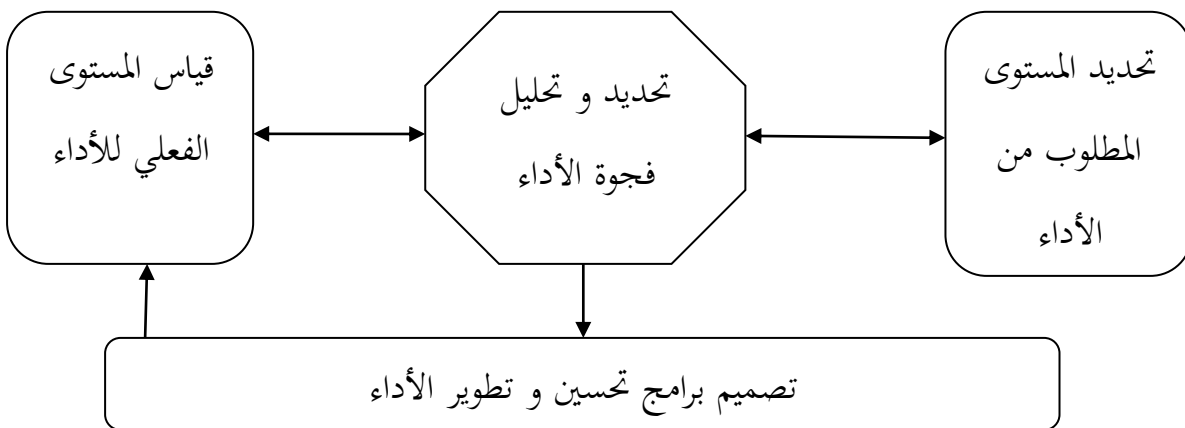 تحديد المستوى
المطلوب من
الأداء
تحديد و تحليل
فجوة الأداء
قياس المستوى
الفعلي للأداء
تصميم برامج تحسين و تطوير الأداء